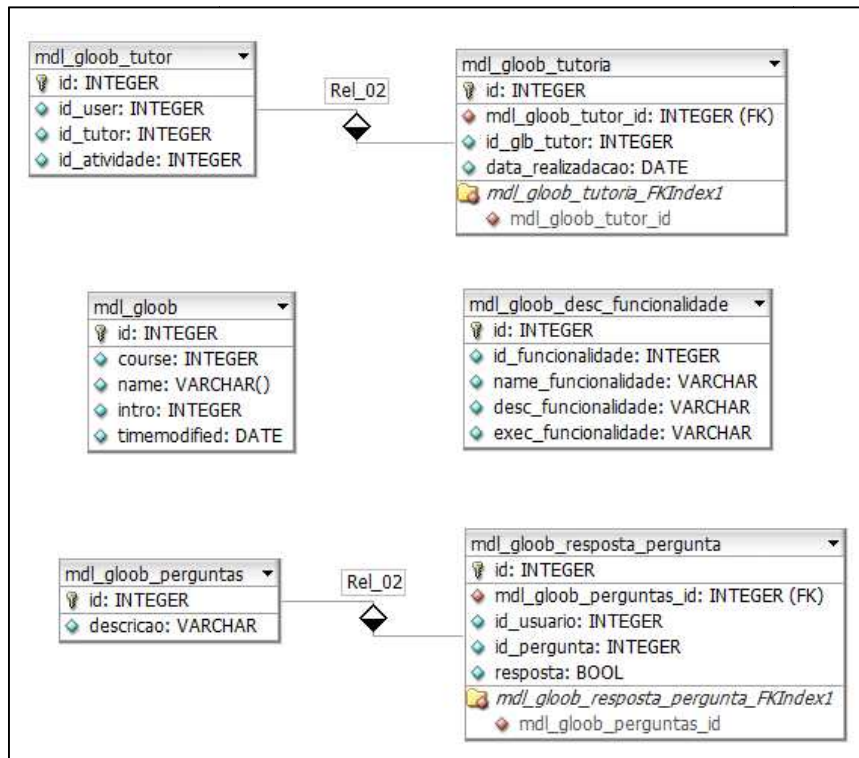 mdl_gloob_tutor
id: INTEGER
id_user: INTEGER
id_tutor: INTEGER
id_atividade: INTEGER
Rel_02
mdl_gloob_tutoria
id: INTEGER
mdl_gloob_tutor_id: INTEGER (FK)
id_glb_tutor: INTEGER
data_realizadacao: DATE
mdl_gloob_tutoria_FKIndex1
mdl_gloob_tutor_id
mdl_gloob
id: INTEGER
course: INTEGER
name: VARCHAR()
intro: INTEGER
timemodified: DATE
mdl_gloob_desc_funcionalidade
id: INTEGER
id_funcionalidade: INTEGER
name_funcionalidade: VARCHAR
desc_funcionalidade: VARCHAR
exec_funcionalidade: VARCHAR
mdl_gloob_perguntas
id: INTEGER
descricao: VARCHAR
Rel_02
mdl_gloob_resposta_pergunta
id: INTEGER
mdl_gloob_perguntas_id: INTEGER (FK)
id_usuario: INTEGER
id_pergunta: INTEGER
resposta: BOOL
mdl_gloob_resposta_pergunta_FKIndex1
mdl_gloob_perguntas_id